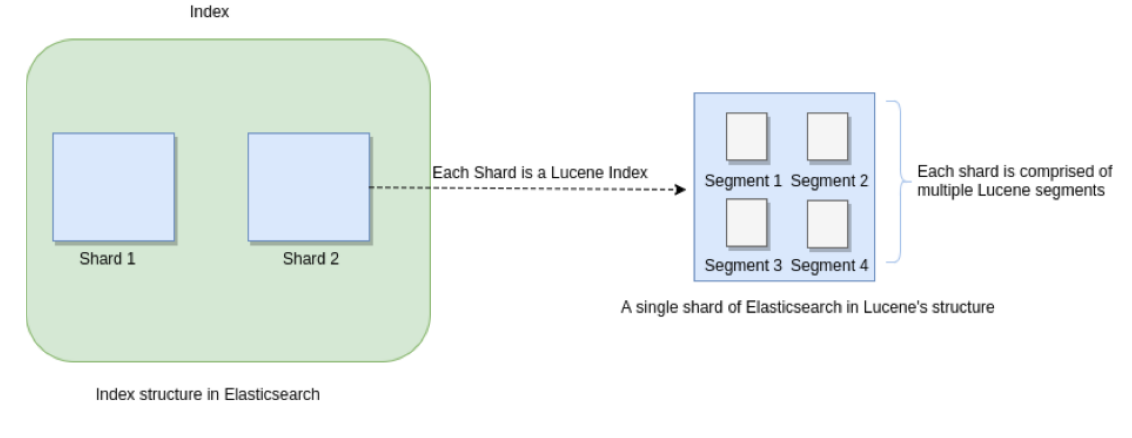 Index
Shard 1
Shard 2
Index structure in Elasticsearch
Each Shard is a Lucene Index
Segment 1
Segment 2
Segment 3
Segment 4
Each shard is comprised of
multiple Lucene segments
A single shard of Elasticsearch in Lucene's structure